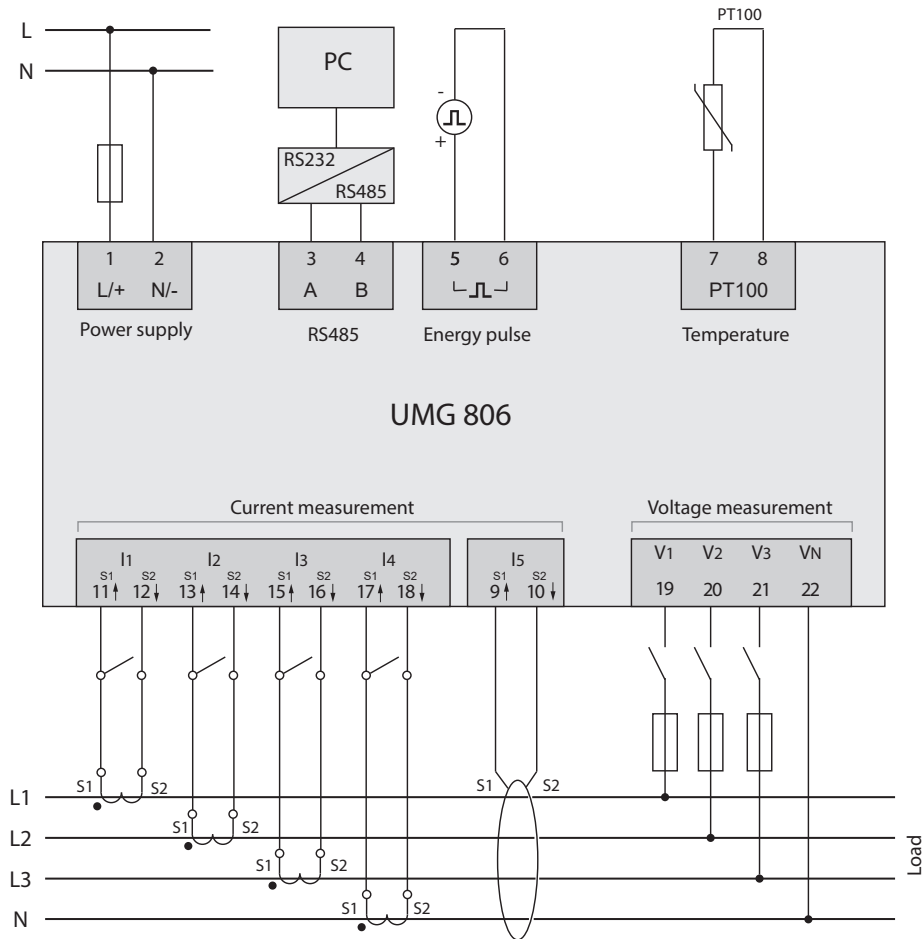 PT100
L
N
PC
-
+
RS232
RS485
1 2
L/+ N/-
3 4
A B
5 6
7 8
PT100
Power supply
RS485
Energy pulse
Temperature
UMG 806
Current measurement
Voltage measurement
I1 I2 I3 I4
S1 S2 S1 S2 S1 S2 S1 S2
11 12 13 14 15 16 17 18
I5
S1 S2
9 10
V1 V2 V3 VN
19 20 21 22
S1 S2
S1 S2
L1
S1 S2
L2
S1 S2
L3
S1 S2
N
Load